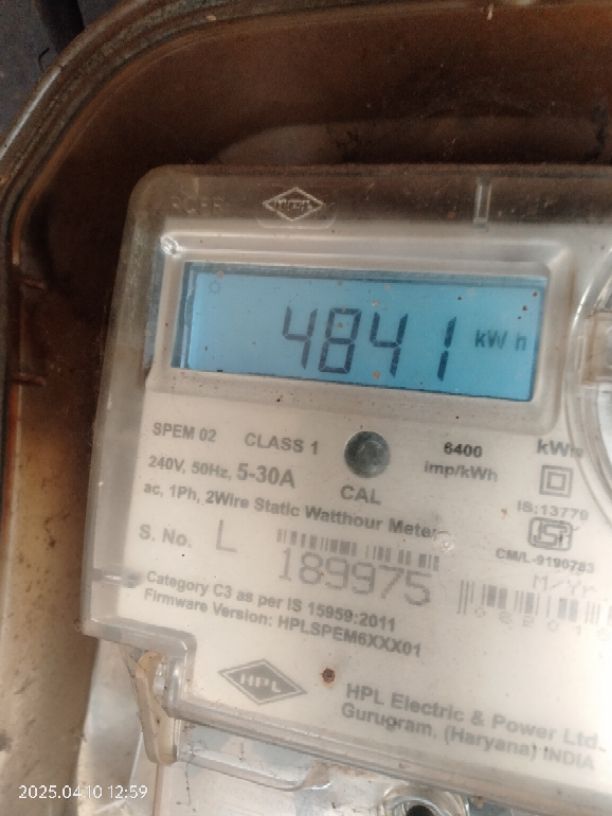 HPL
4841 kWh
SPEM 02 CLASS 1 6400 kWh
240V, 50Hz, 5-30A imp/kWh
CAL
ac, 1Ph, 2Wire Static Watthour Meter IS:13779
S. No. L 189975
CM/L-9190783
M/Yr
Category C3 as per IS 15959:2011
Firmware Version: HPLSPEM6XXX01
HPL
HPL Electric & Power Ltd.
Gurugram, (Haryana) INDIA
2025.04.10 12:59